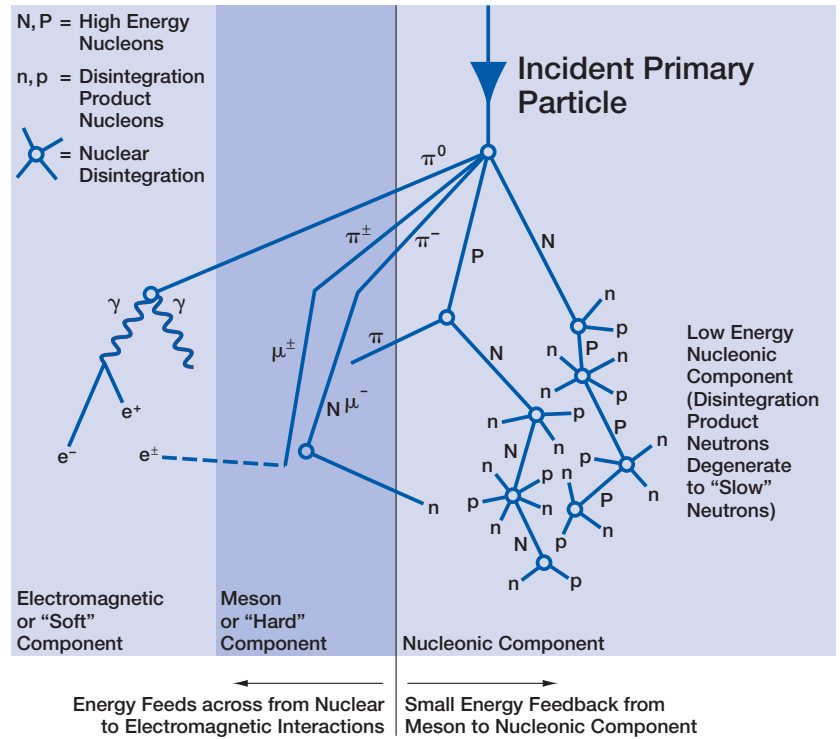 N, P = High Energy
Nucleons
n, p = Disintegration
Product
Nucleons
= Nuclear
Disintegration
Incident Primary
Particle
π⁰
π±
π⁻
P
N
γ
γ
μ±
π
N
μ⁻
e⁺
e⁻
e±
n
N
n
p
P
n
n
n
p
n
p
n
N
P
p
n
n
n
n
p
p
n
n
P
n
p
n
N
n
p
Low Energy
Nucleonic
Component
(Disintegration
Product
Neutrons
Degenerate
to “Slow”
Neutrons)
Electromagnetic
or “Soft”
Component
Meson
or “Hard”
Component
Nucleonic Component
Energy Feeds across from Nuclear
to Electromagnetic Interactions
Small Energy Feedback from
Meson to Nucleonic Component